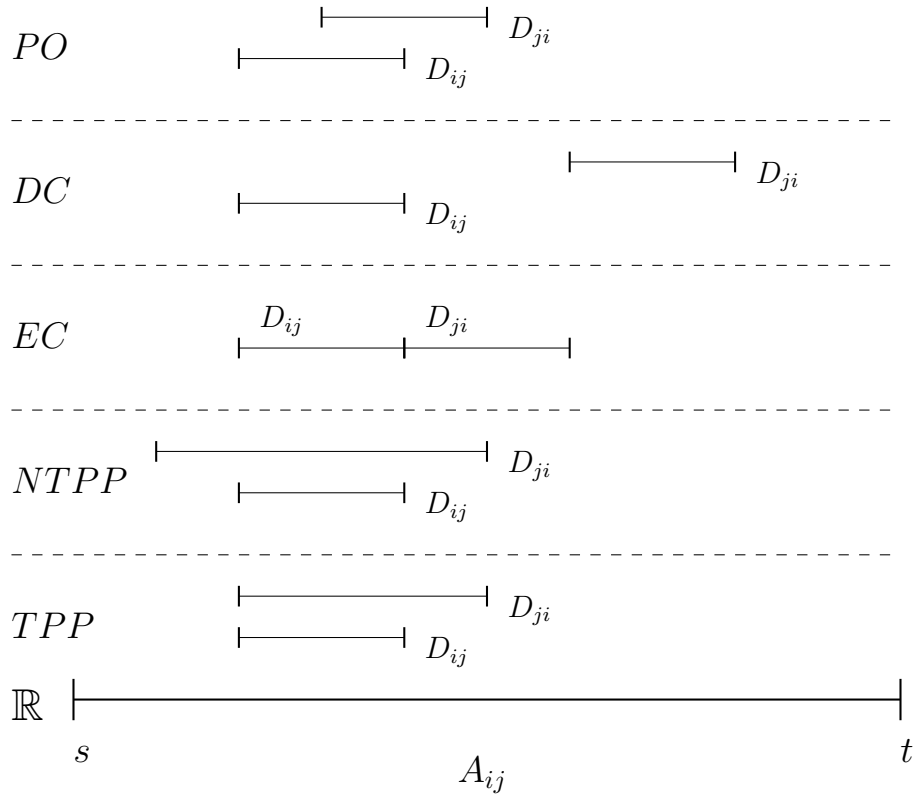 PO
D_{ji}
D_{ij}
DC
D_{ji}
D_{ij}
EC
D_{ij} D_{ji}
NTPP
D_{ji}
D_{ij}
TPP
D_{ji}
D_{ij}
ℝ
s t
A_{ij}